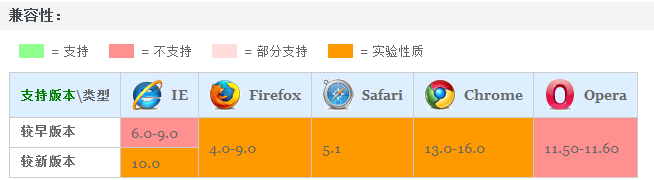 兼容性：
= 支持 = 不支持 = 部分支持 = 实验性质
支持版本\类型 IE Firefox Safari Chrome Opera
较早版本 6.0-9.0 4.0-9.0 5.1 13.0-16.0 11.50-11.60
较新版本 10.0